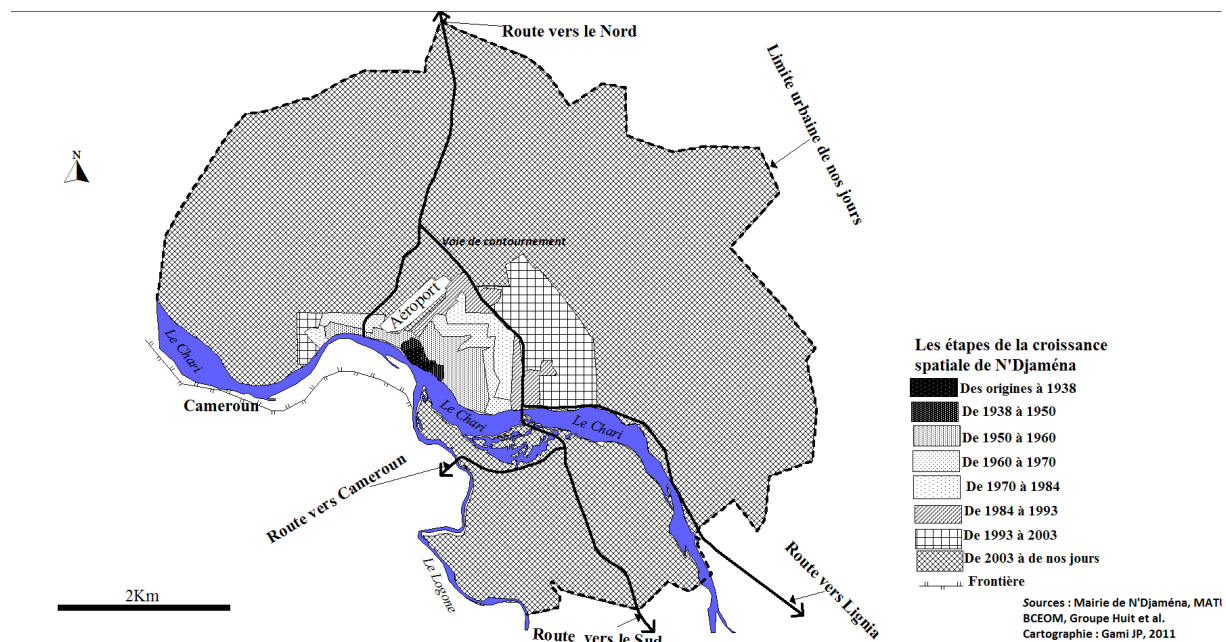 Route vers le Nord
Limite urbaine de nos jours
N
Voie de contournement
Aéroport
Le Chari
Cameroun
Le Chari
Le Chari
Route vers Cameroun
Le Logone
Route vers Lignia
Route vers le Sud
2Km
Les étapes de la croissance
spatiale de N'Djaména
Des origines à 1938
De 1938 à 1950
De 1950 à 1960
De 1960 à 1970
De 1970 à 1984
De 1984 à 1993
De 1993 à 2003
De 2003 à de nos jours
Frontière
Sources : Mairie de N'Djaména, MATU
BCEOM, Groupe Huit et al.
Cartographie : Gami JP, 2011